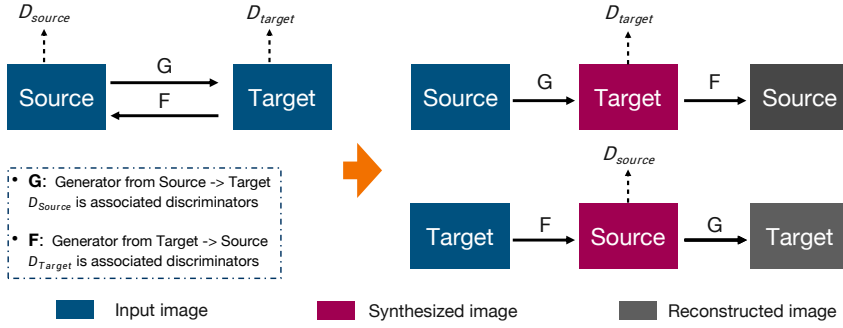 D_source
D_target
Source
G
F
Target
D_target
Source
G
Target
F
Source
D_source
Target
F
Source
G
Target
• G: Generator from Source -> Target
D_Source is associated discriminators
• F: Generator from Target -> Source
D_Target is associated discriminators
Input image
Synthesized image
Reconstructed image